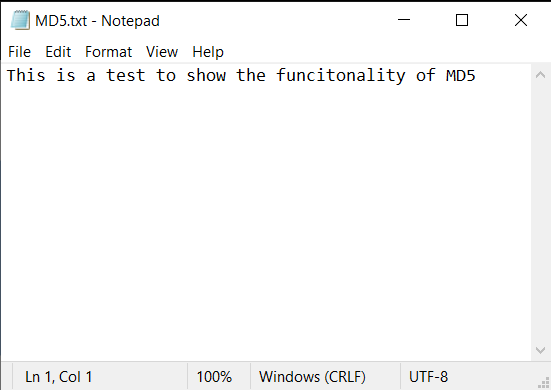 MD5.txt - Notepad
File Edit Format View Help
This is a test to show the funcitonality of MD5
Ln 1, Col 1 100% Windows (CRLF) UTF-8